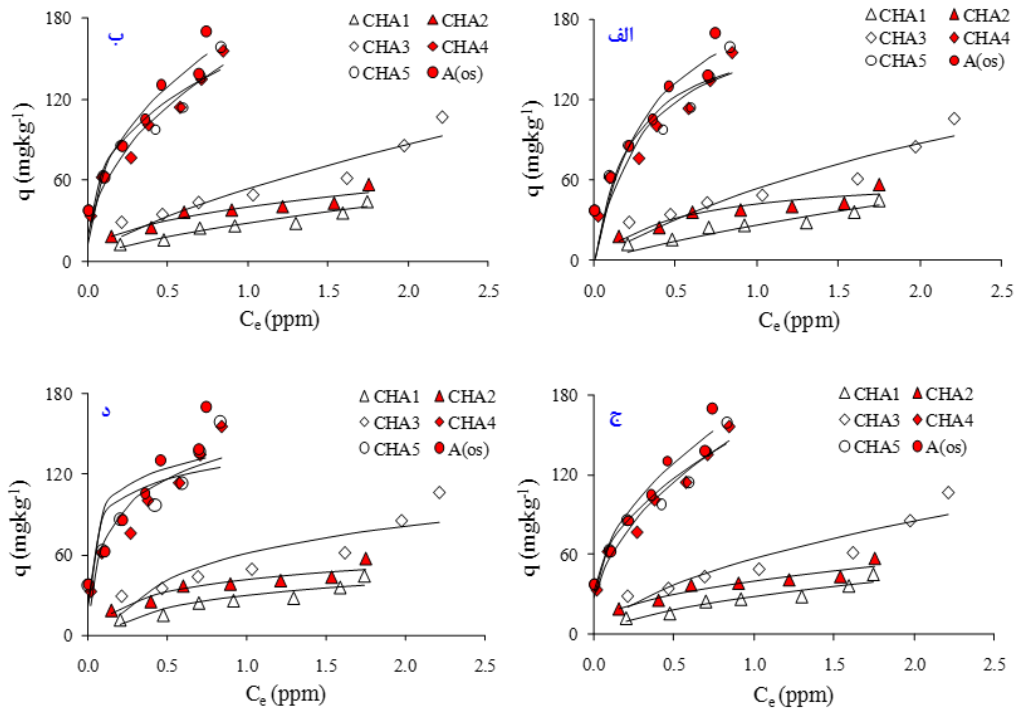 الف
△ CHA1 ▲ CHA2
◇ CHA3 ◆ CHA4
○ CHA5 ● A(os)
q (mgkg⁻¹)
180
120
60
0
0.0 0.5 1.0 1.5 2.0 2.5
Cₑ (ppm)
ب
△ CHA1 ▲ CHA2
◇ CHA3 ◆ CHA4
○ CHA5 ● A(os)
q (mgkg⁻¹)
180
120
60
0
0.0 0.5 1.0 1.5 2.0 2.5
Cₑ (ppm)
ج
△ CHA1 ▲ CHA2
◇ CHA3 ◆ CHA4
○ CHA5 ● A(os)
q (mgkg⁻¹)
180
120
60
0
0.0 0.5 1.0 1.5 2.0 2.5
Cₑ (ppm)
د
△ CHA1 ▲ CHA2
◇ CHA3 ◆ CHA4
○ CHA5 ● A(os)
q (mgkg⁻¹)
180
120
60
0
0.0 0.5 1.0 1.5 2.0 2.5
Cₑ (ppm)